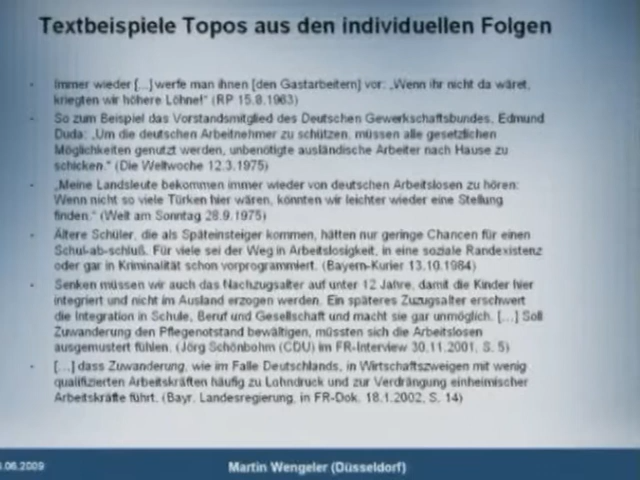 Textbeispiele Topos aus den individuellen Folgen
Immer wieder [...] werfe man ihnen [den Gastarbeitern] vor: „Wenn ihr nicht da wäret,
kriegten wir höhere Löhne!“ (RP 15.8.1963)
So zum Beispiel das Vorstandsmitglied des Deutschen Gewerkschaftsbundes, Edmund
Duda: „Um die deutschen Arbeitnehmer zu schützen, müssen alle gesetzlichen
Möglichkeiten genutzt werden, unbenötigte ausländische Arbeiter nach Hause zu
schicken.“ (Die Weltwoche 12.3.1975)
„Meine Landsleute bekommen immer wieder von deutschen Arbeitslosen zu hören:
Wenn nicht so viele Türken hier wären, könnten wir leichter wieder eine Stellung
finden.“ (Welt am Sonntag 28.9.1975)
Ältere Schüler, die als Späteinsteiger kommen, hätten nur geringe Chancen für einen
Schul-ab-schluß. Für viele sei der Weg in Arbeitslosigkeit, in eine soziale Randexistenz
oder gar in Kriminalität schon vorprogrammiert. (Bayern-Kurier 13.10.1984)
Senken müssen wir auch das Nachzugsalter auf unter 12 Jahre, damit die Kinder hier
integriert und nicht im Ausland erzogen werden. Ein späteres Zuzugsalter erschwert
die Integration in Schule, Beruf und Gesellschaft und macht sie gar unmöglich. [...] Soll
Zuwanderung den Pflegenotstand bewältigen, müssten sich die Arbeitslosen
ausgemustert fühlen. (Jörg Schönbohm (CDU) im FR-Interview 30.11.2001, S. 5)
[...] dass Zuwanderung, wie im Falle Deutschlands, in Wirtschaftszweigen mit wenig
qualifizierten Arbeitskräften häufig zu Lohndruck und zur Verdrängung einheimischer
Arbeitskräfte führt. (Bayr. Landesregierung, in FR-Dok. 18.1.2002, S. 14)
.06.2009
Martin Wengeler (Düsseldorf)